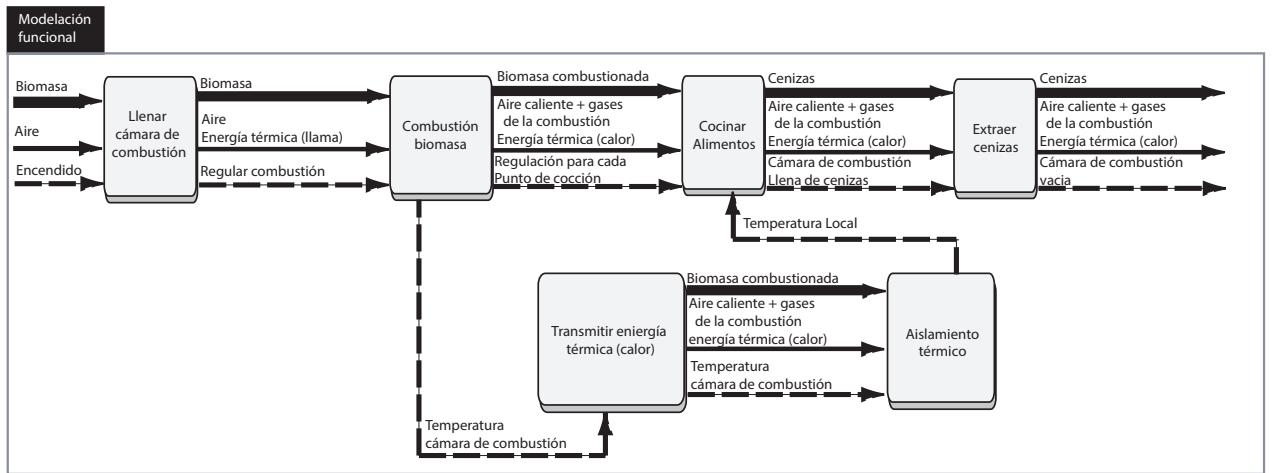 Modelación
funcional
Biomasa
Aire
Encendido
Llenar
cámara de
combustión
Biomasa
Aire
Energía térmica (llama)
Regular combustión
Combustión
biomasa
Biomasa combustionada
Aire caliente + gases
de la combustión
Energía térmica (calor)
Regulación para cada
Punto de cocción
Cocinar
Alimentos
Cenizas
Aire caliente + gases
de la combustión
Energía térmica (calor)
Cámara de combustión
Llena de cenizas
Extraer
cenizas
Cenizas
Aire caliente + gases
de la combustión
Energía térmica (calor)
Cámara de combustión
vacia
Temperatura Local
Temperatura
cámara de combustión
Transmitir eniergía
térmica (calor)
Biomasa combustionada
Aire caliente + gases
de la combustión
energía térmica (calor)
Temperatura
cámara de combustión
Aislamiento
térmico